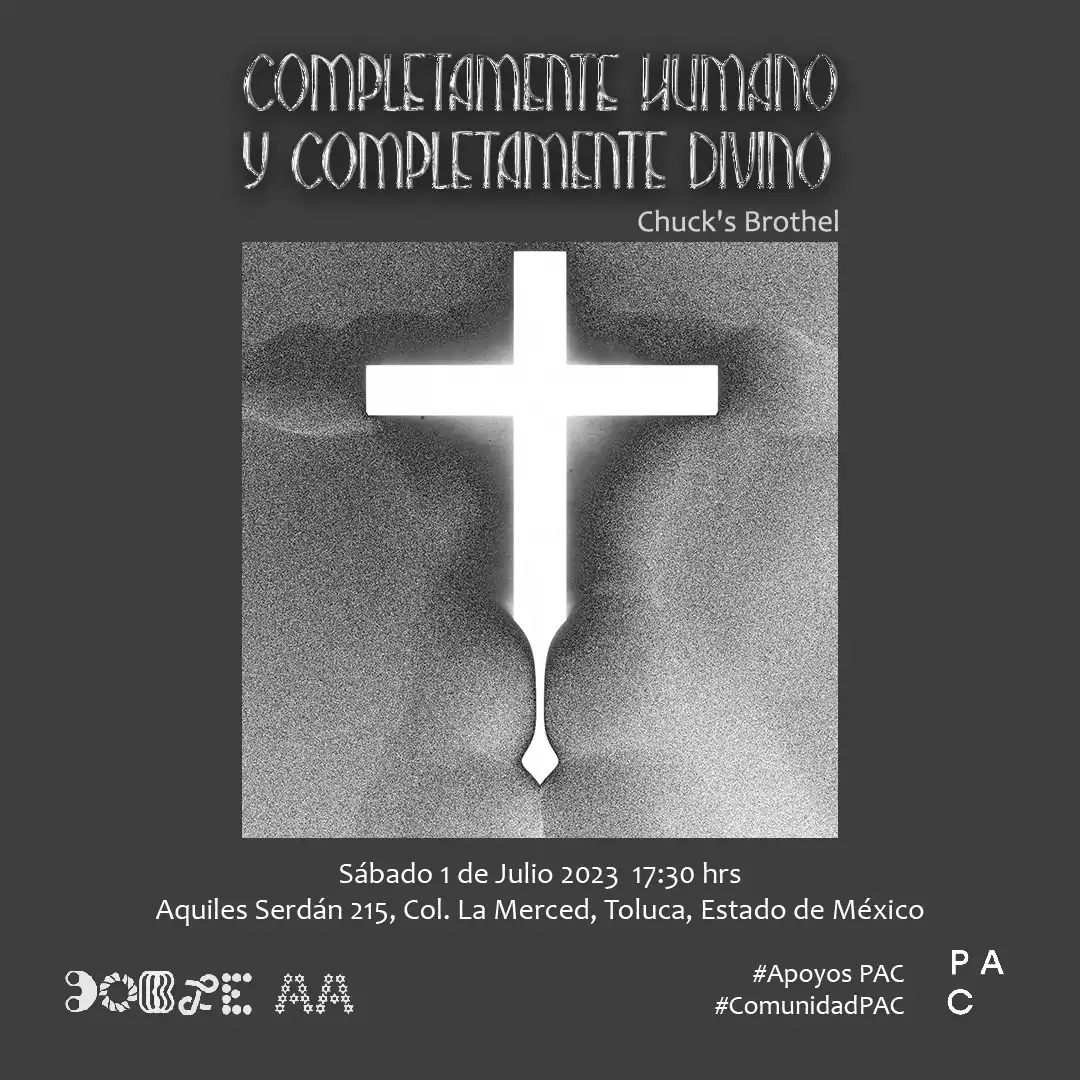 COMPLETAMENTE HUMANO
Y COMPLETAMENTE DIVINO
Chuck's Brothel
Sábado 1 de Julio 2023 17:30 hrs
Aquiles Serdán 215, Col. La Merced, Toluca, Estado de México
DOBLE AA
#Apoyos PAC
#ComunidadPAC
P A
C